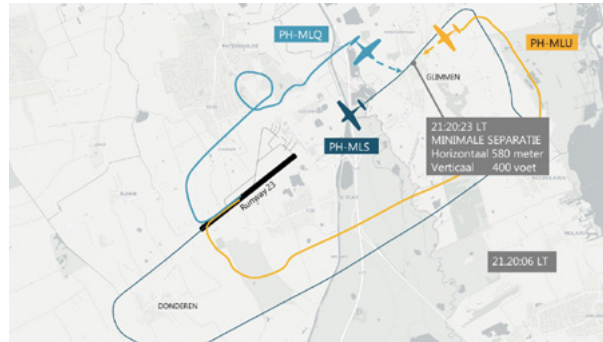 PH-MLQ
PH-MLU
GLIMMEN
PH-MLS
21:20:23 LT
MINIMALE SEPARATIE
Horizontaal 580 meter
Verticaal 400 voet
Runway 23
21.20:06 LT
DONDEREN